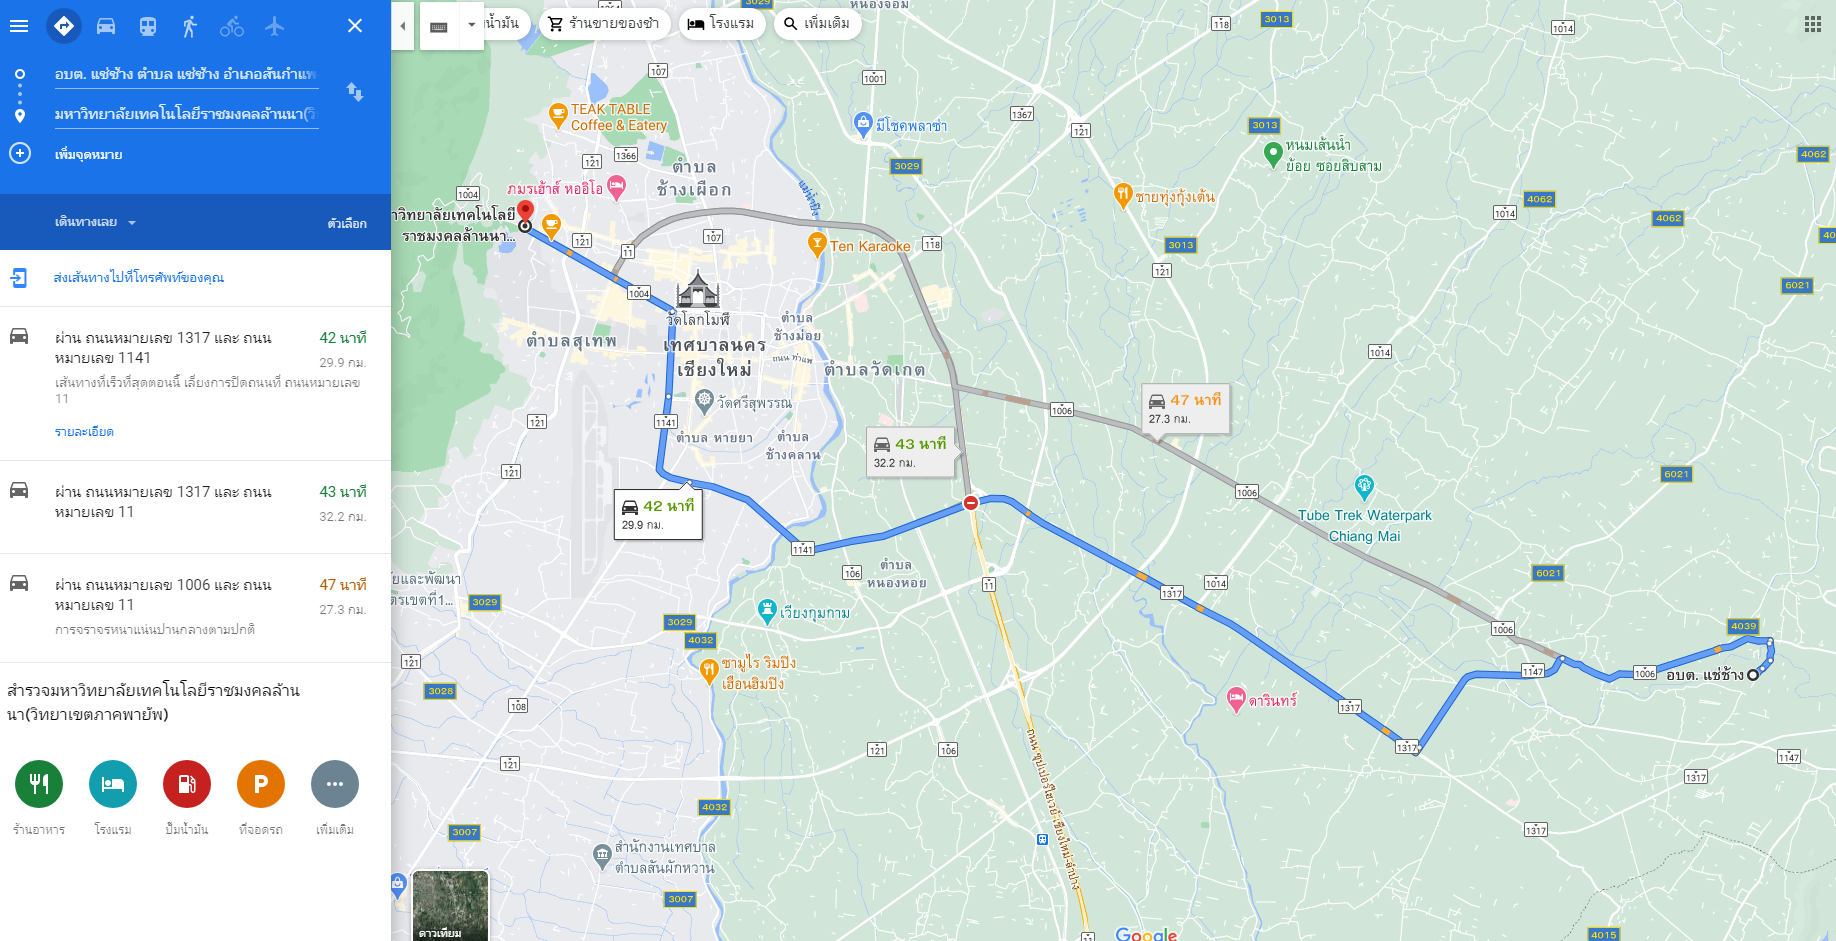 อบต. แช่ช้าง ตำบล แช่ช้าง อำเภอสันกำแพ
มหาวิทยาลัยเทคโนโลยีราชมงคลล้านนา(วิ
เพิ่มจุดหมาย
เดินทางเลย
ตัวเลือก
ส่งเส้นทางไปที่โทรศัพท์ของคุณ
ผ่าน ถนนหมายเลข 1317 และ ถนน
หมายเลข 1141
42 นาที
29.9 กม.
เส้นทางที่เร็วที่สุดตอนนี้ เลี่ยงการปิดถนนที่ ถนนหมายเลข
11
รายละเอียด
ผ่าน ถนนหมายเลข 1317 และ ถนน
หมายเลข 11
43 นาที
32.2 กม.
ผ่าน ถนนหมายเลข 1006 และ ถนน
หมายเลข 11
47 นาที
27.3 กม.
การจราจรหนาแน่นปานกลางตามปกติ
สำรวจมหาวิทยาลัยเทคโนโลยีราชมงคลล้าน
นา(วิทยาเขตภาคพายัพ)
ร้านอาหาร
โรงแรม
ปั๊มน้ำมัน
ที่จอดรถ
เพิ่มเติม
น้ำมัน
ร้านขายของชำ
โรงแรม
เพิ่มเติม
หนองจ๊อม
3029
118
3013
1014
107
1001
1367
121
TEAK TABLE
Coffee & Eatery
มีโชคพลาซ่า
3013
หนมเส้นน้ำ
ย้อย ซอยสิบสาม
4062
121
1366
ตำบล
ช้างเผือก
3029
1004
ภมรเฮ้าส์ หออิโอ
แม่น้ำปิง
ชายทุ่งกุ้งเต้น
4062
1014
4062
าวิทยาลัยเทคโนโลยี
ราชมงคลล้านนา...
121
11
107
Ten Karaoke
118
3013
40
121
6021
1004
วัดโลกโมฬี
ตำบล
ช้างม่อย
ตำบลสุเทพ
เทศบาลนคร
เชียงใหม่
ถนน ท่าแพ
ตำบลวัดเกต
1014
วัดศรีสุพรรณ
1006
47 นาที
27.3 กม.
121
1141
ตำบล หายยา
ตำบล
ช้างคลาน
43 นาที
32.2 กม.
121
6021
1006
42 นาที
29.9 กม.
Tube Trek Waterpark
Chiang Mai
1141
ตำบล
หนองหอย
106
11
1317
1014
6021
ัยและพัฒนา
ตรเขตที่1...
3029
3029
4032
เวียงกุมกาม
1006
4039
121
3028
ซามูไร ริมปิง
เฮือนฮิมปิง
1147
1006
อบต. แช่ช้าง
108
ดารินทร์
1317
121
106
1317
1147
121
1317
ถนน ซุปเปอร์ไฮเวย์ เชียงใหม่-ลำปาง
4032
3007
1317
สำนักงานเทศบาล
ตำบลสันผักหวาน
3007
ดาวเทียม
11
Google
4015